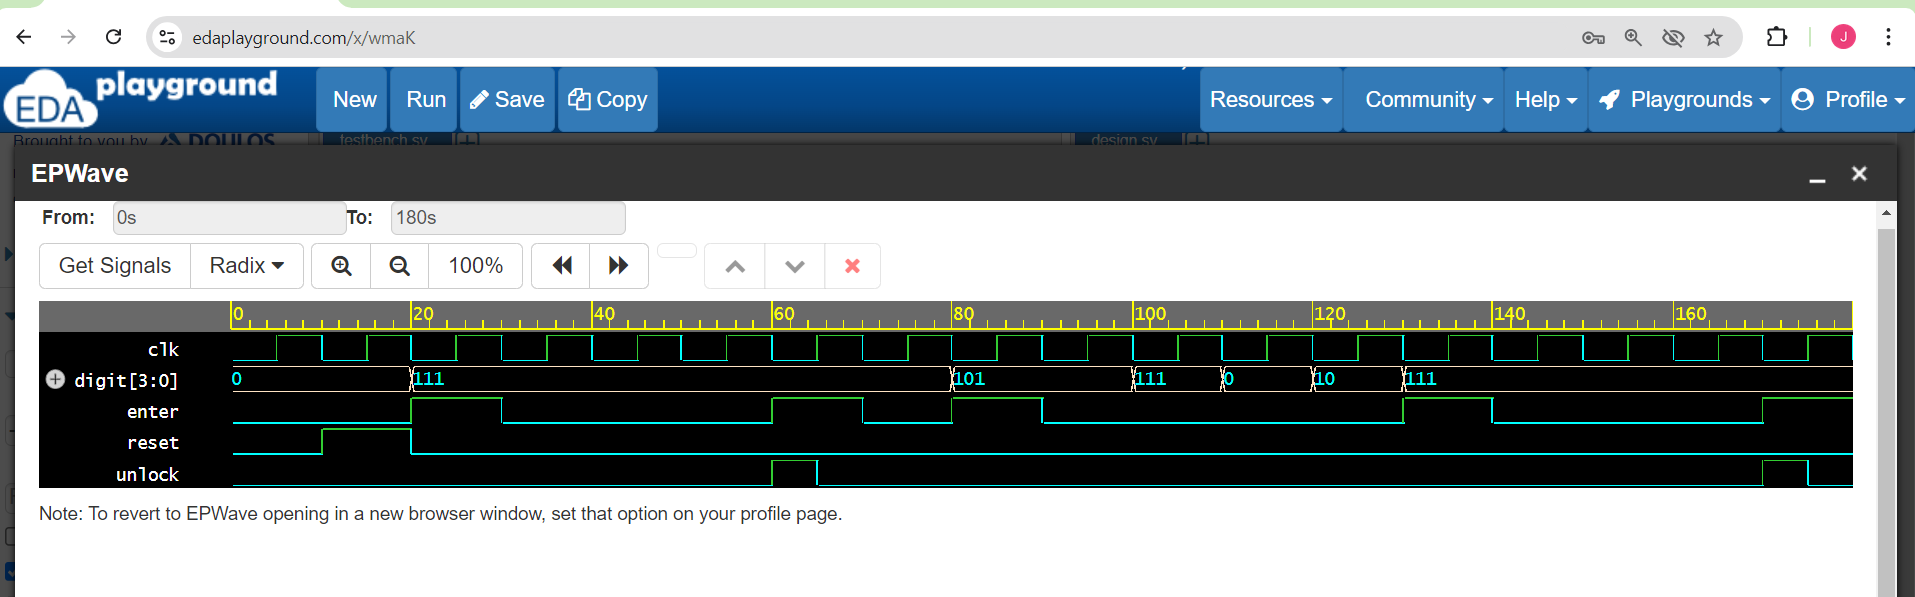 edaplayground.com/x/wmaK
J
EDA playground
New Run Save Copy Resources Community Help Playgrounds Profile
Brought to you by DOULOS testbench.sv design.sv
EPWave
From: 0s To: 180s
Get Signals Radix 100%
0 20 40 60 80 100 120 140 160
clk
digit[3:0] 0 111 101 111 0 10 111
enter
reset
unlock
Note: To revert to EPWave opening in a new browser window, set that option on your profile page.